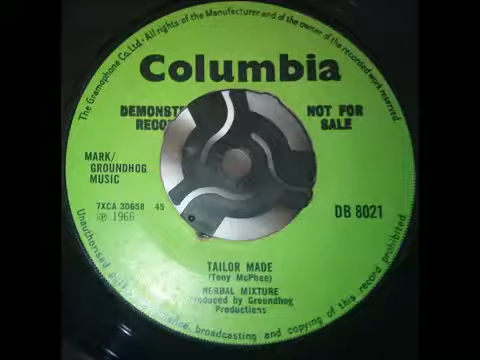 The Gramophone Co. Ltd. · All rights of the Manufacturer and of the owner of the recorded work reserved.
Columbia
DEMONST
RECO
NOT FOR
SALE
MARK/
GROUNDHOG
MUSIC
7XCA 30658 45
℗ 1966
DB 8021
TAILOR MADE
(Tony McPhee)
HERBAL MIXTURE
Produced by Groundhog
Productions
Unauthorised broadcasting and copying of this record prohibited